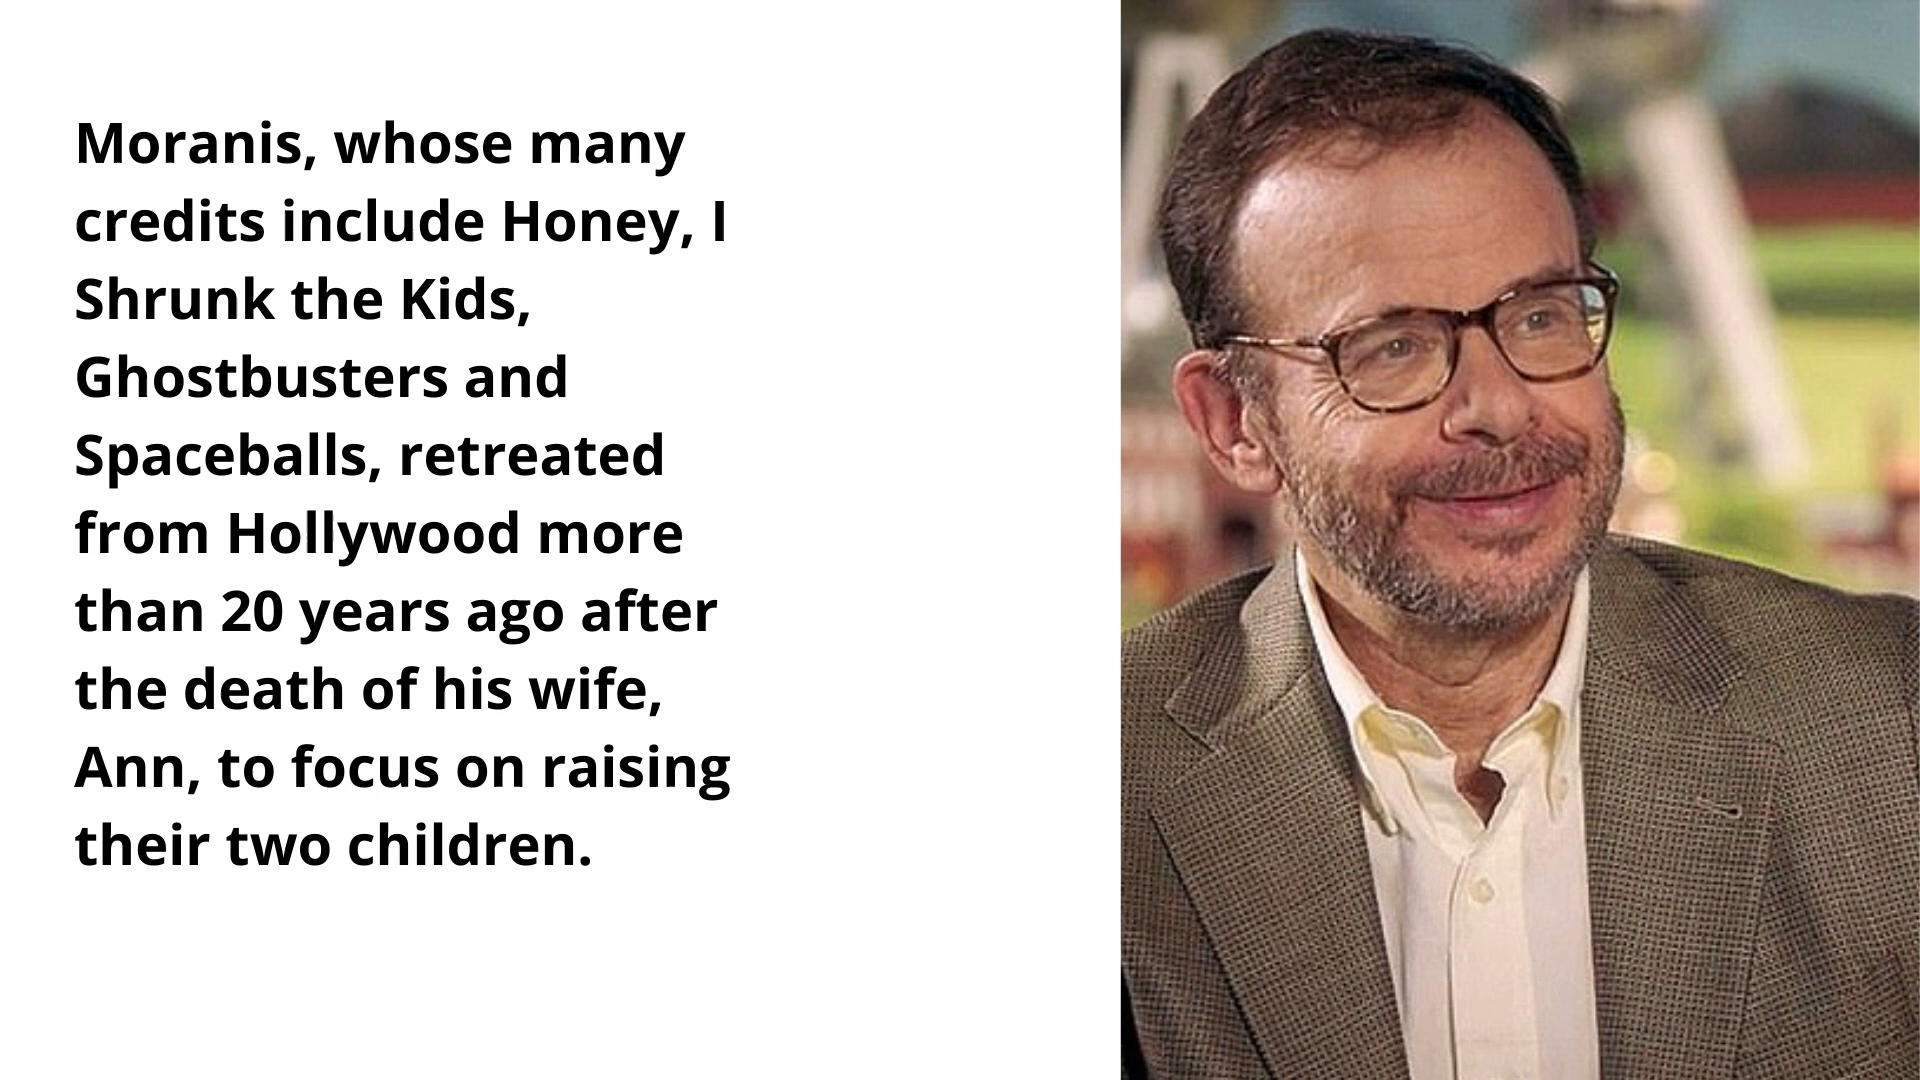 Moranis, whose many
credits include Honey, I
Shrunk the Kids,
Ghostbusters and
Spaceballs, retreated
from Hollywood more
than 20 years ago after
the death of his wife,
Ann, to focus on raising
their two children.